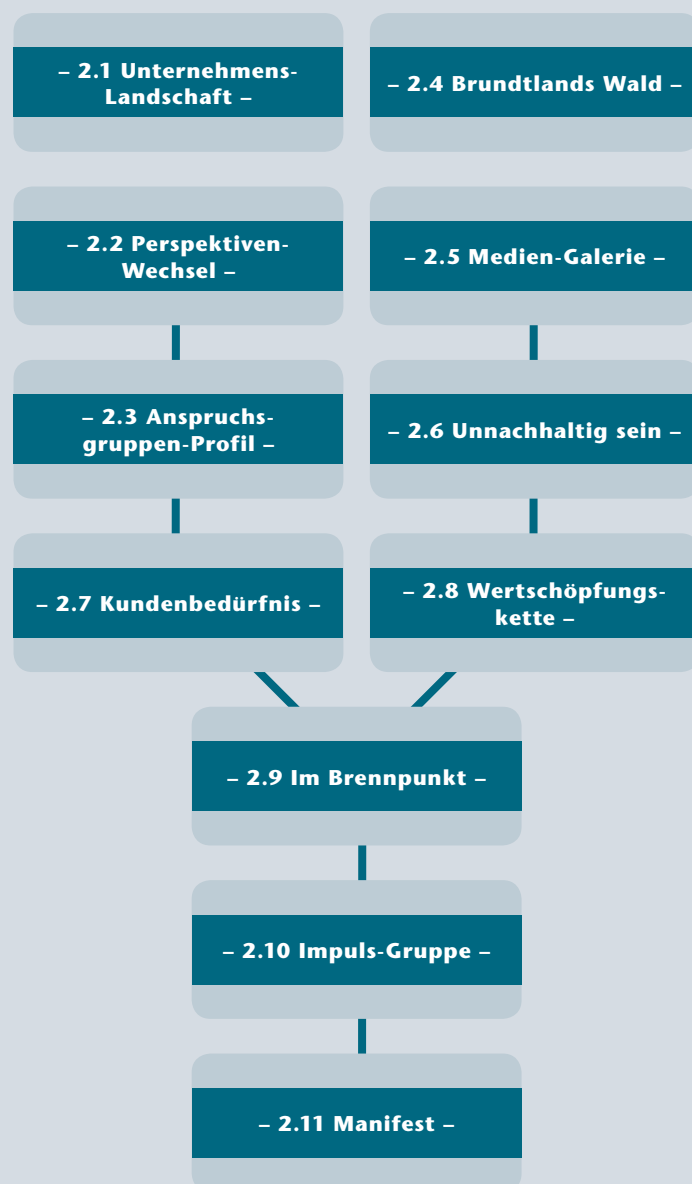 – 2.1 Unternehmens-
Landschaft –
– 2.4 Brundtlands Wald –
– 2.2 Perspektiven-
Wechsel –
– 2.5 Medien-Galerie –
– 2.3 Anspruchs-
gruppen-Profil –
– 2.6 Unnachhaltig sein –
– 2.7 Kundenbedürfnis –
– 2.8 Wertschöpfungs-
kette –
– 2.9 Im Brennpunkt –
– 2.10 Impuls-Gruppe –
– 2.11 Manifest –